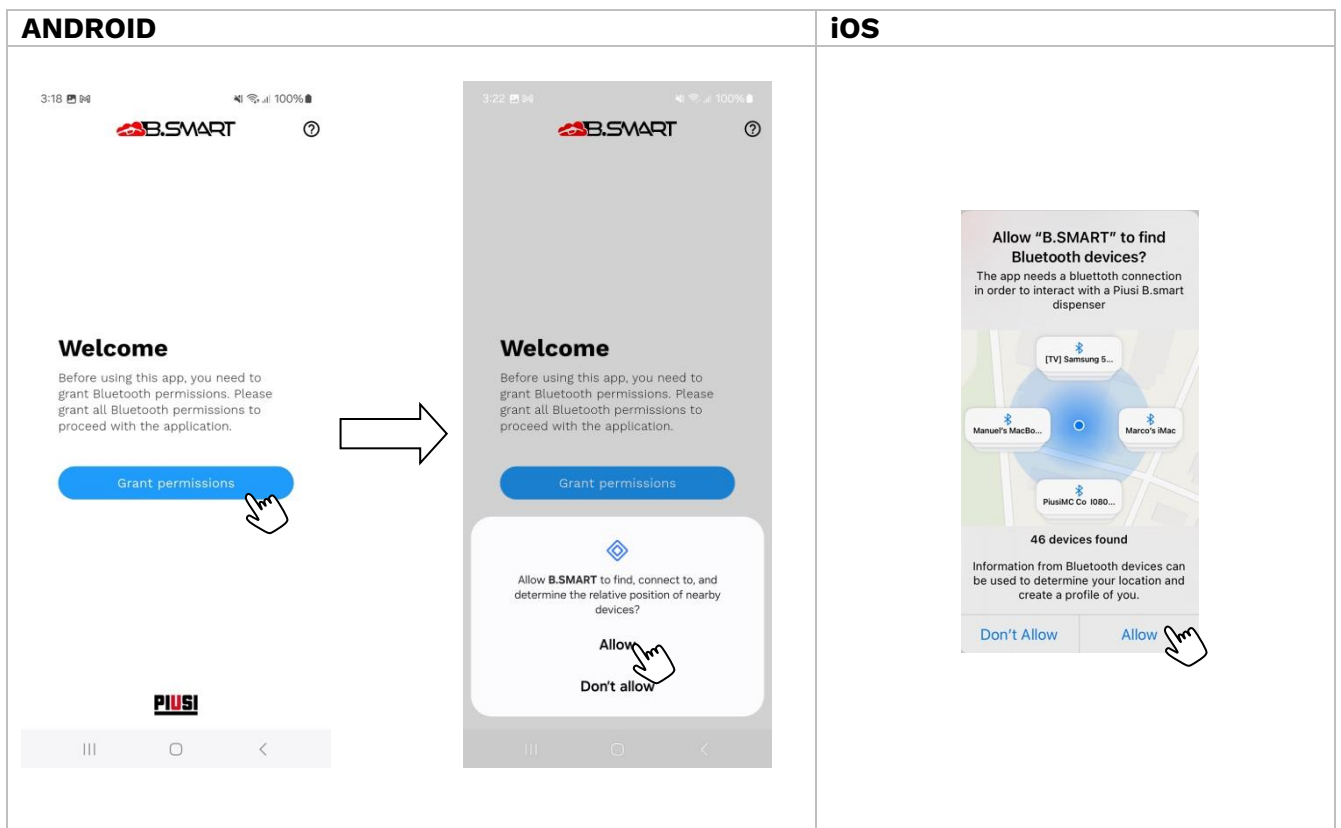 ANDROID
iOS
3:18 100%
B.SMART
Welcome
Before using this app, you need to
grant Bluetooth permissions. Please
grant all Bluetooth permissions to
proceed with the application.
Grant permissions
PIUSI
3:22 100%
B.SMART
Welcome
Before using this app, you need to
grant Bluetooth permissions. Please
grant all Bluetooth permissions to
proceed with the application.
Grant permissions
Allow B.SMART to find, connect to, and
determine the relative position of nearby
devices?
Allow
Don't allow
Allow “B.SMART” to find
Bluetooth devices?
The app needs a bluettoth connection
in order to interact with a Piusi B.smart
dispenser
[TV] Samsung 5...
Manuel's MacBo...
Marco's iMac
PiusiMC Co I080...
46 devices found
Information from Bluetooth devices can
be used to determine your location and
create a profile of you.
Don't Allow
Allow